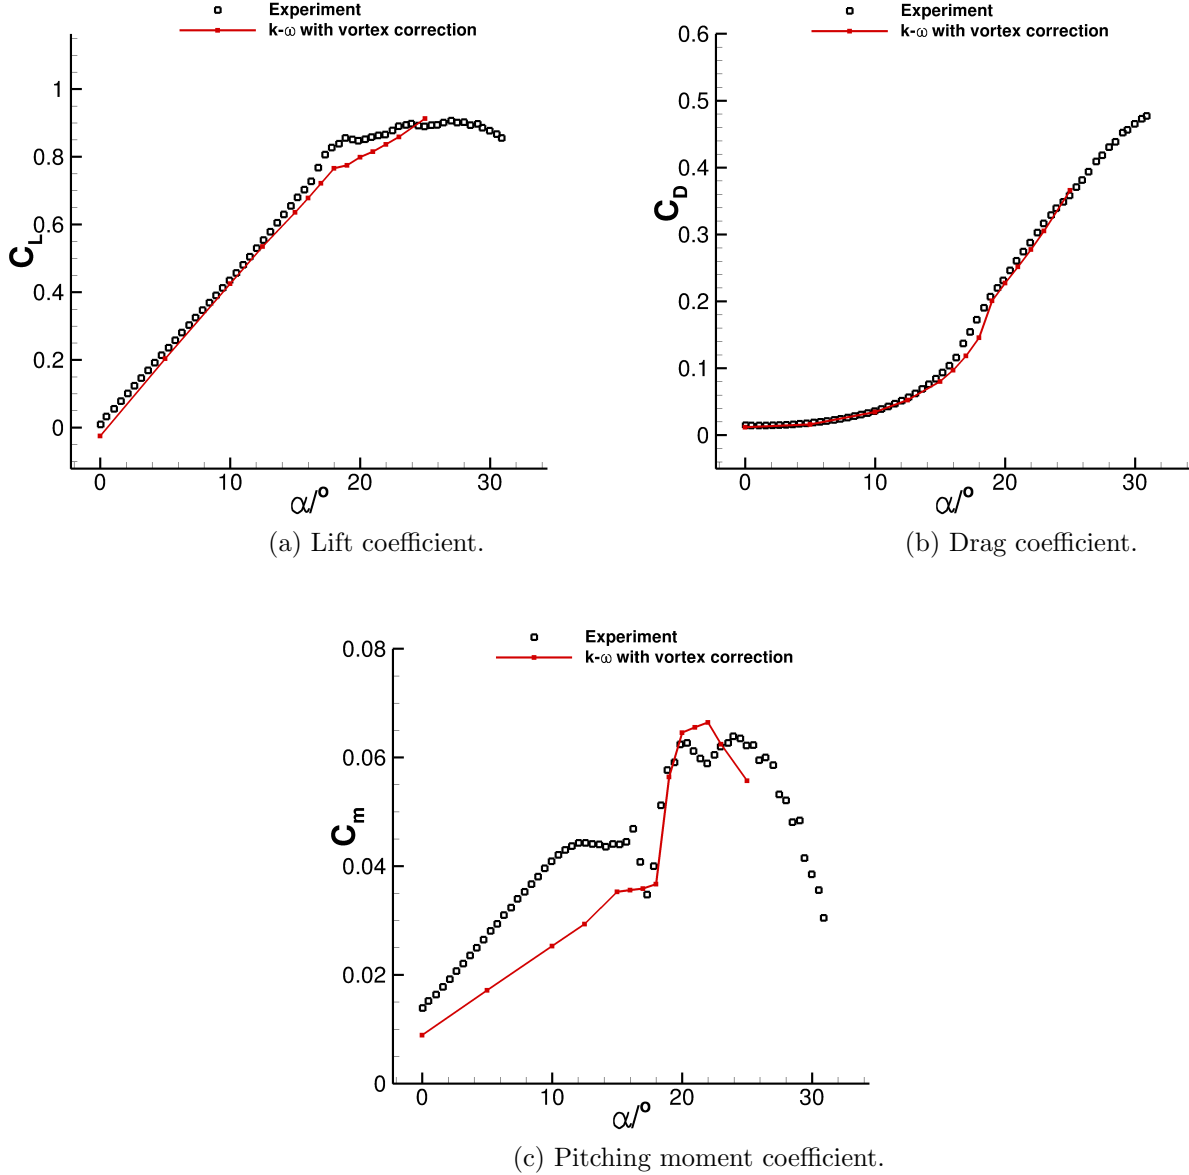 Experiment
k-ω with vortex correction
1
0.8
0.6
0.4
0.2
0
C_L
0 10 20 30
α/°
(a) Lift coefficient.
Experiment
k-ω with vortex correction
0.6
0.5
0.4
0.3
0.2
0.1
0
C_D
0 10 20 30
α/°
(b) Drag coefficient.
Experiment
k-ω with vortex correction
0.08
0.06
0.04
0.02
0
C_m
0 10 20 30
α/°
(c) Pitching moment coefficient.